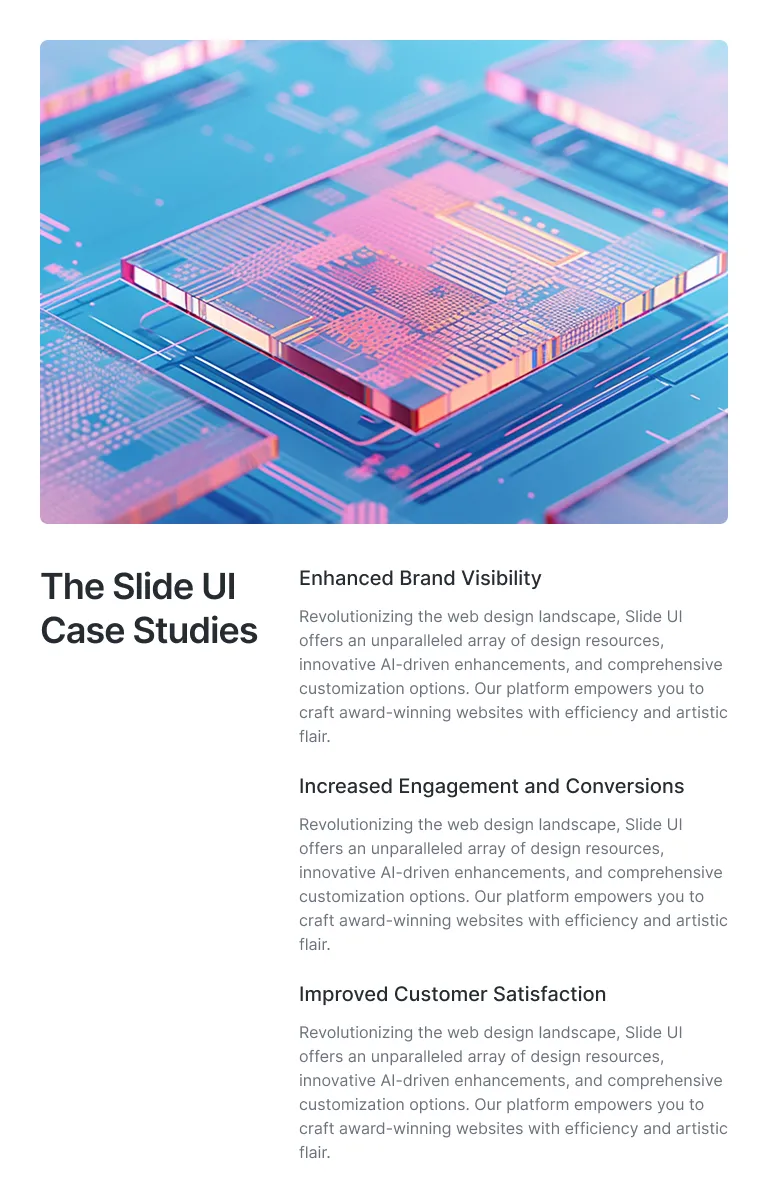 The Slide UI
Case Studies
Enhanced Brand Visibility
Revolutionizing the web design landscape, Slide UI
offers an unparalleled array of design resources,
innovative AI-driven enhancements, and comprehensive
customization options. Our platform empowers you to
craft award-winning websites with efficiency and artistic
flair.
Increased Engagement and Conversions
Revolutionizing the web design landscape, Slide UI
offers an unparalleled array of design resources,
innovative AI-driven enhancements, and comprehensive
customization options. Our platform empowers you to
craft award-winning websites with efficiency and artistic
flair.
Improved Customer Satisfaction
Revolutionizing the web design landscape, Slide UI
offers an unparalleled array of design resources,
innovative AI-driven enhancements, and comprehensive
customization options. Our platform empowers you to
craft award-winning websites with efficiency and artistic
flair.